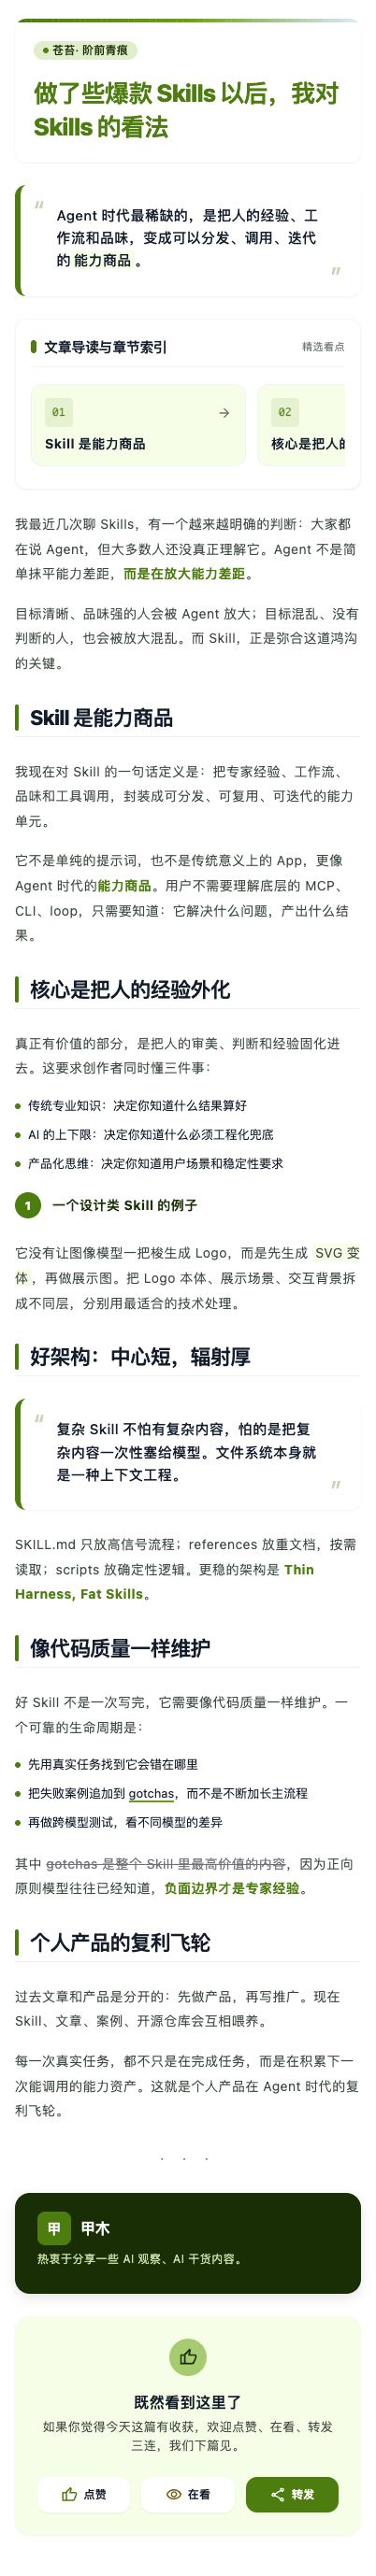 苍苔· 阶前青痕
做了些爆款 Skills 以后，我对
Skills 的看法
“
Agent 时代最稀缺的，是把人的经验、工
作流和品味，变成可以分发、调用、迭代
的 能力商品 。
”
文章导读与章节索引
精选看点
01
Skill 是能力商品
02
核心是把人的
我最近几次聊 Skills，有一个越来越明确的判断：大家都
在说 Agent，但大多数人还没真正理解它。Agent 不是简
单抹平能力差距，而是在放大能力差距。
目标清晰、品味强的人会被 Agent 放大；目标混乱、没有
判断的人，也会被放大混乱。而 Skill，正是弥合这道鸿沟
的关键。
Skill 是能力商品
我现在对 Skill 的一句话定义是：把专家经验、工作流、
品味和工具调用，封装成可分发、可复用、可迭代的能力
单元。
它不是单纯的提示词，也不是传统意义上的 App，更像
Agent 时代的能力商品。用户不需要理解底层的 MCP、
CLI、loop，只需要知道：它解决什么问题，产出什么结
果。
核心是把人的经验外化
真正有价值的部分，是把人的审美、判断和经验固化进
去。这要求创作者同时懂三件事：
传统专业知识：决定你知道什么结果算好
AI 的上下限：决定你知道什么必须工程化兜底
产品化思维：决定你知道用户场景和稳定性要求
1 一个设计类 Skill 的例子
它没有让图像模型一把梭生成 Logo，而是先生成 SVG 变
体 ，再做展示图。把 Logo 本体、展示场景、交互背景拆
成不同层，分别用最适合的技术处理。
好架构：中心短，辐射厚
“
复杂 Skill 不怕有复杂内容，怕的是把复
杂内容一次性塞给模型。文件系统本身就
是一种上下文工程。
”
SKILL.md 只放高信号流程；references 放重文档，按需
读取；scripts 放确定性逻辑。更稳的架构是 Thin
Harness, Fat Skills。
像代码质量一样维护
好 Skill 不是一次写完，它需要像代码质量一样维护。一
个可靠的生命周期是：
先用真实任务找到它会错在哪里
把失败案例追加到 gotchas，而不是不断加长主流程
再做跨模型测试，看不同模型的差异
其中 gotchas 是整个 Skill 里最高价值的内容，因为正向
原则模型往往已经知道，负面边界才是专家经验。
个人产品的复利飞轮
过去文章和产品是分开的：先做产品，再写推广。现在
Skill、文章、案例、开源仓库会互相喂养。
每一次真实任务，都不只是在完成任务，而是在积累下一
次能调用的能力资产。这就是个人产品在 Agent 时代的复
利飞轮。
· · ·
甲
甲木
热衷于分享一些 AI 观察、AI 干货内容。
既然看到这里了
如果你觉得今天这篇有收获，欢迎点赞、在看、转发
三连，我们下篇见。
点赞
在看
转发